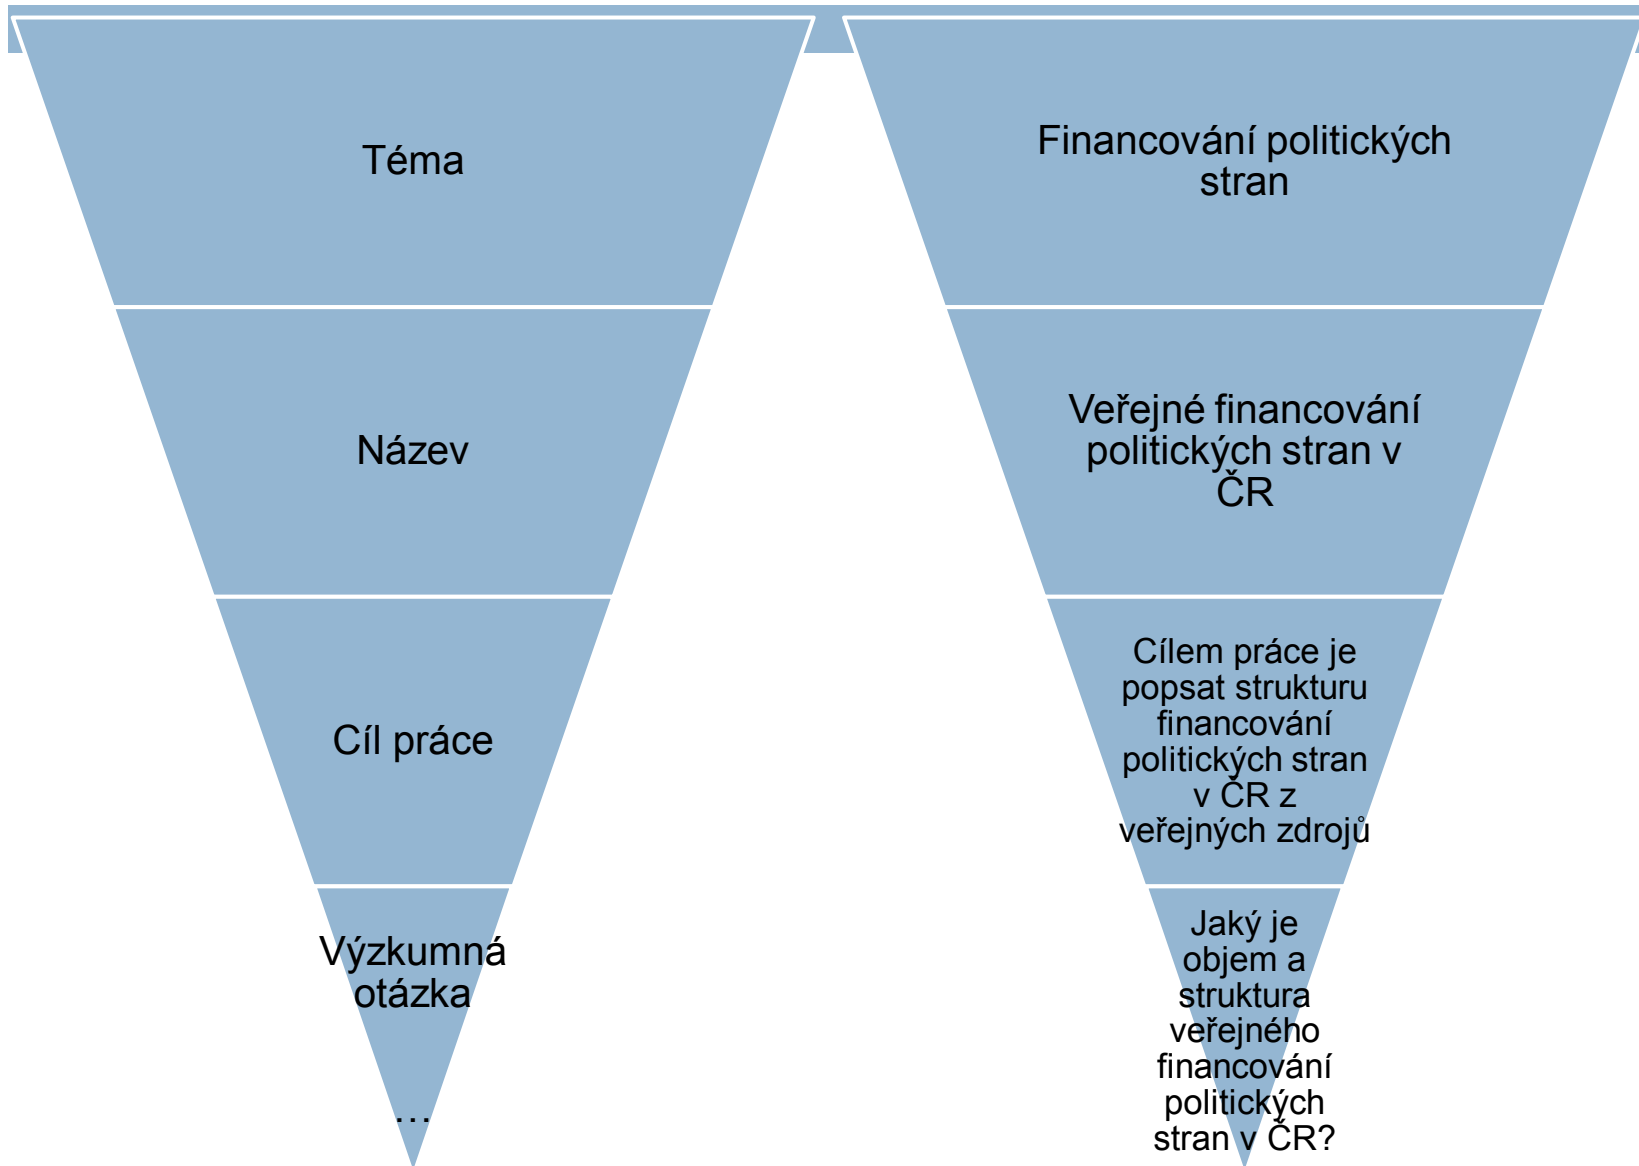 Téma
Název
Cíl práce
Výzkumná
otázka
…
Financování politických
stran
Veřejné financování
politických stran v
ČR
Cílem práce je
popsat strukturu
financování
politických stran
v ČR z
veřejných zdrojů
Jaký je
objem a
struktura
veřejného
financování
politických
stran v ČR?